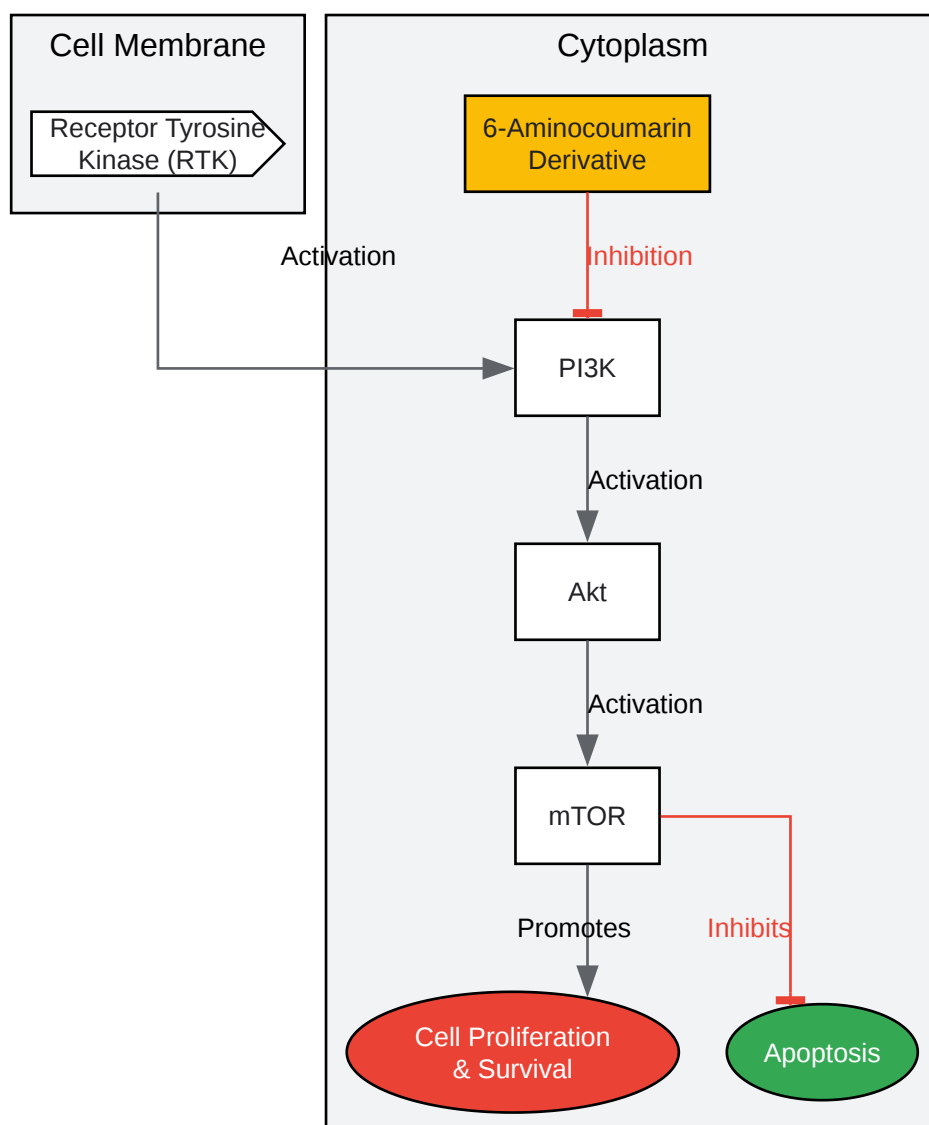 Cell Membrane
Cytoplasm
Receptor Tyrosine
Kinase (RTK)
6-Aminocoumarin
Derivative
Activation
Inhibition
PI3K
Activation
Akt
Activation
mTOR
Promotes
Inhibits
Cell Proliferation
& Survival
Apoptosis